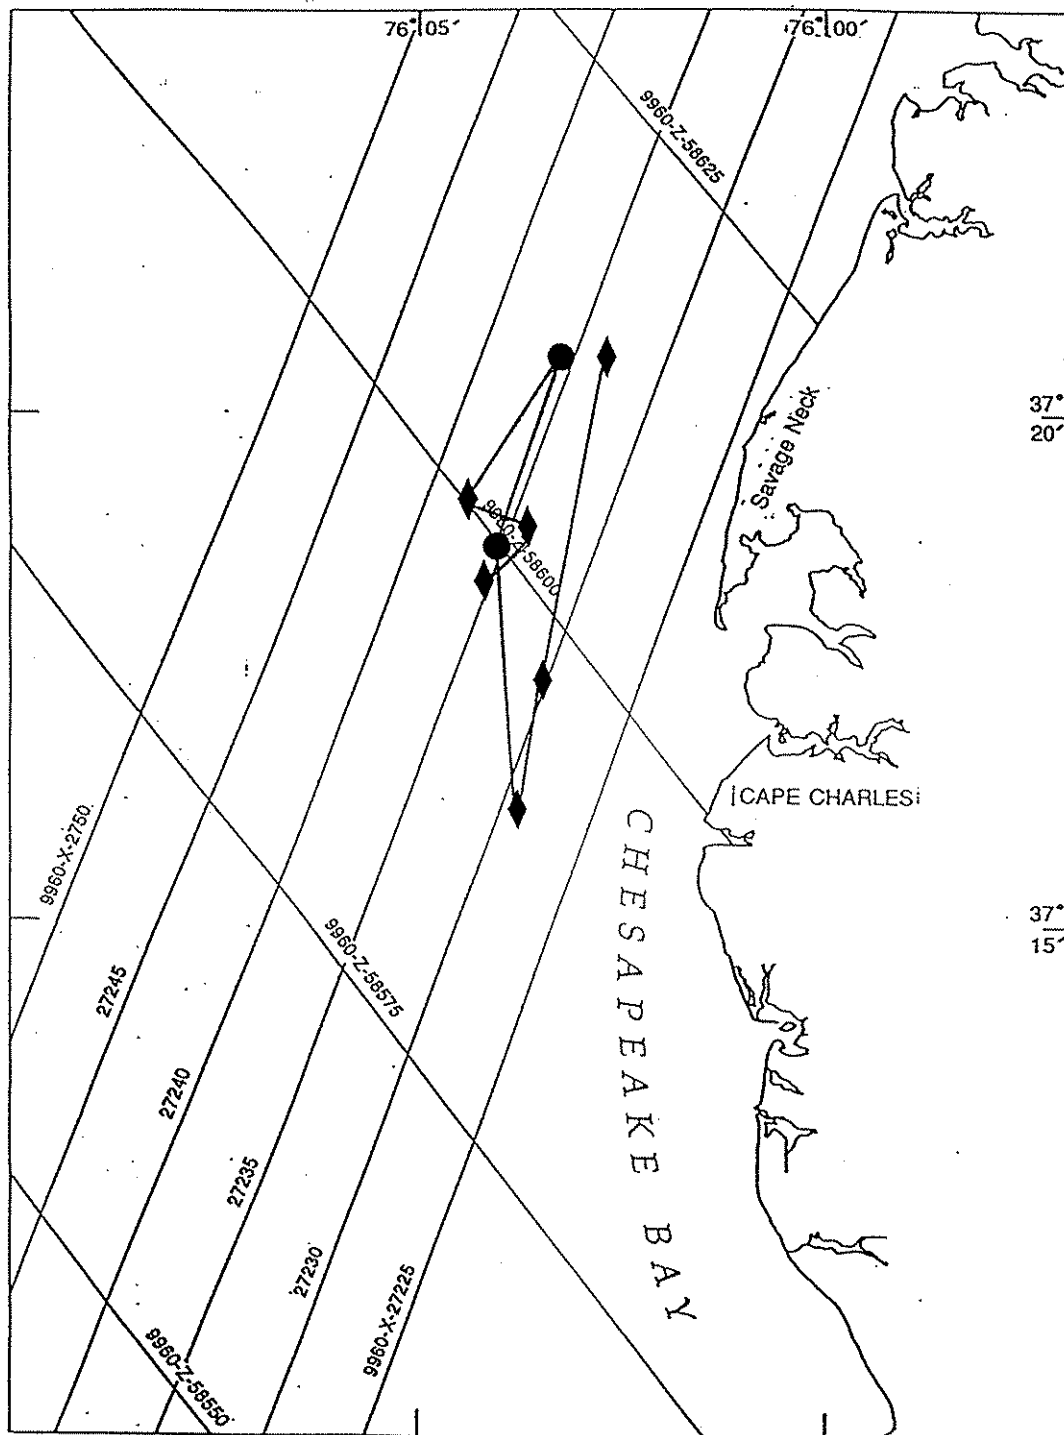 76°05′
76°00′
9960-Z-58625
37°
20′
Savage Neck
9960-Z-58600
CAPE CHARLES
9960-X-2750
CHESAPEAKE BAY
37°
15′
27245
9960-Z-58575
27240
27235
27230
9960-X-27225
9960-Z-58550